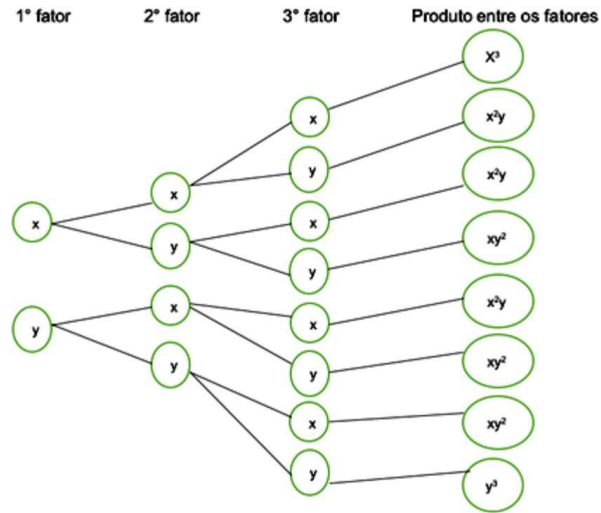 1° fator 2° fator 3° fator Produto entre os fatores
X³
x
x²y
y
x
x²y
x
x
y
xy²
y
x
x²y
x
y
y
xy²
y
x
xy²
y
y³